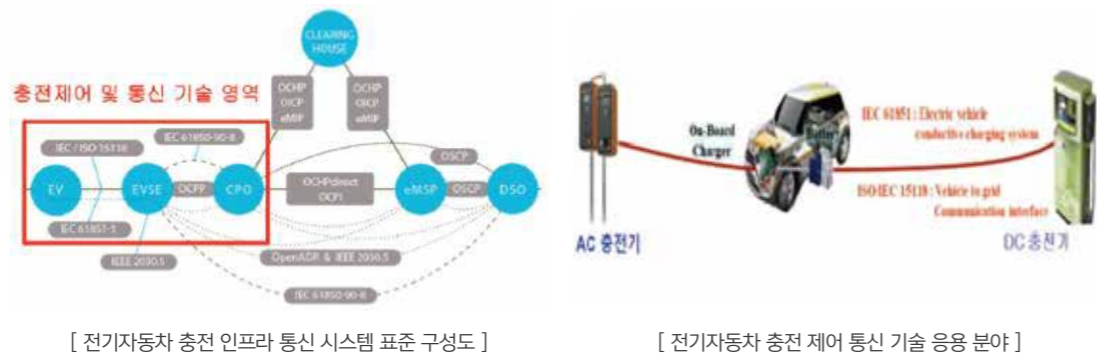 CLEARING
HOUSE
충전제어 및 통신 기술 영역
OCHP
OICP
eMIP
OCHP
OICP
eMIP
IEC 61850-90-8
IEC / ISO 15118
OSCP
EV
EVSE
OCPP
CPO
OCHPdirect
OCPI
eMSP
OSCP
DSO
IEC 61851-1
IEEE 2030.5
OpenADR & IEEE 2030.5
IEC 61850-90-8
[ 전기자동차 충전 인프라 통신 시스템 표준 구성도 ]
On-Board
Charger
Battery
IEC 61851 : Electric vehicle
conductive charging system
ISO/IEC 15118 : Vehicle to grid
Communication interface
AC 충전기
DC 충전기
[ 전기자동차 충전 제어 통신 기술 응용 분야 ]